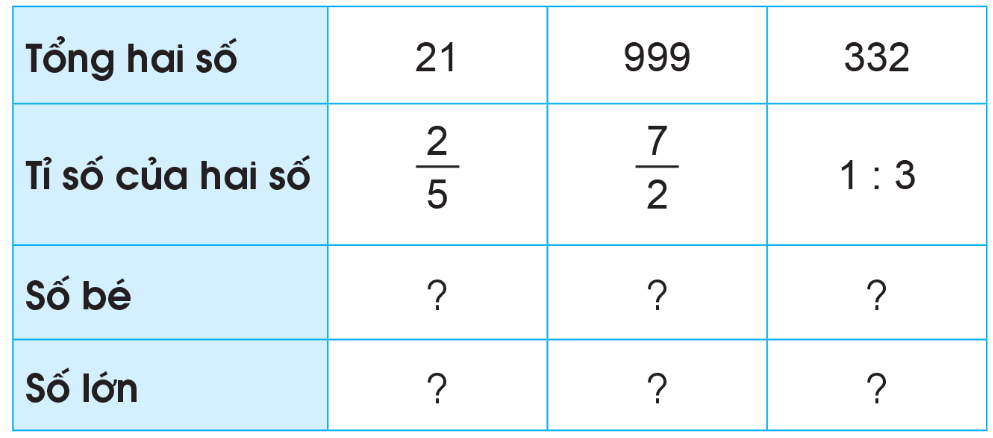 Tổng hai số 21 999 332
Tỉ số của hai số 2/5 7/2 1 : 3
Số bé ? ? ?
Số lớn ? ? ?